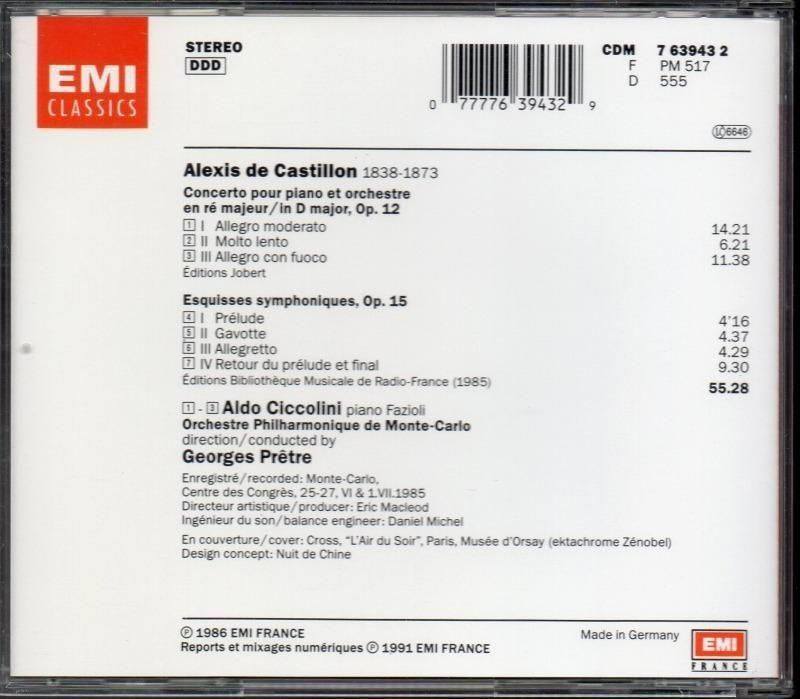 EMI
CLASSICS
STEREO
DDD
0 77776 39432 9
CDM 7 63943 2
F PM 517
D 555
LC 6646
Alexis de Castillon 1838-1873
Concerto pour piano et orchestre
en ré majeur/in D major, Op. 12
1 I Allegro moderato 14.21
2 II Molto lento 6.21
3 III Allegro con fuoco 11.38
Éditions Jobert
Esquisses symphoniques, Op. 15
4 I Prélude 4'16
5 II Gavotte 4.37
6 III Allegretto 4.29
7 IV Retour du prélude et final 9.30
Éditions Bibliothèque Musicale de Radio-France (1985)
55.28
1 - 3 Aldo Ciccolini piano Fazioli
Orchestre Philharmonique de Monte-Carlo
direction/conducted by
Georges Prêtre
Enregistré/recorded: Monte-Carlo,
Centre des Congrès, 25-27, VI & 1.VII.1985
Directeur artistique/producer: Eric Macleod
Ingénieur du son/balance engineer: Daniel Michel
En couverture/cover: Cross, "L'Air du Soir", Paris, Musée d'Orsay (ektachrome Zénobel)
Design concept: Nuit de Chine
℗ 1986 EMI FRANCE
Reports et mixages numériques ℗ 1991 EMI FRANCE
Made in Germany
EMI
FRANCE